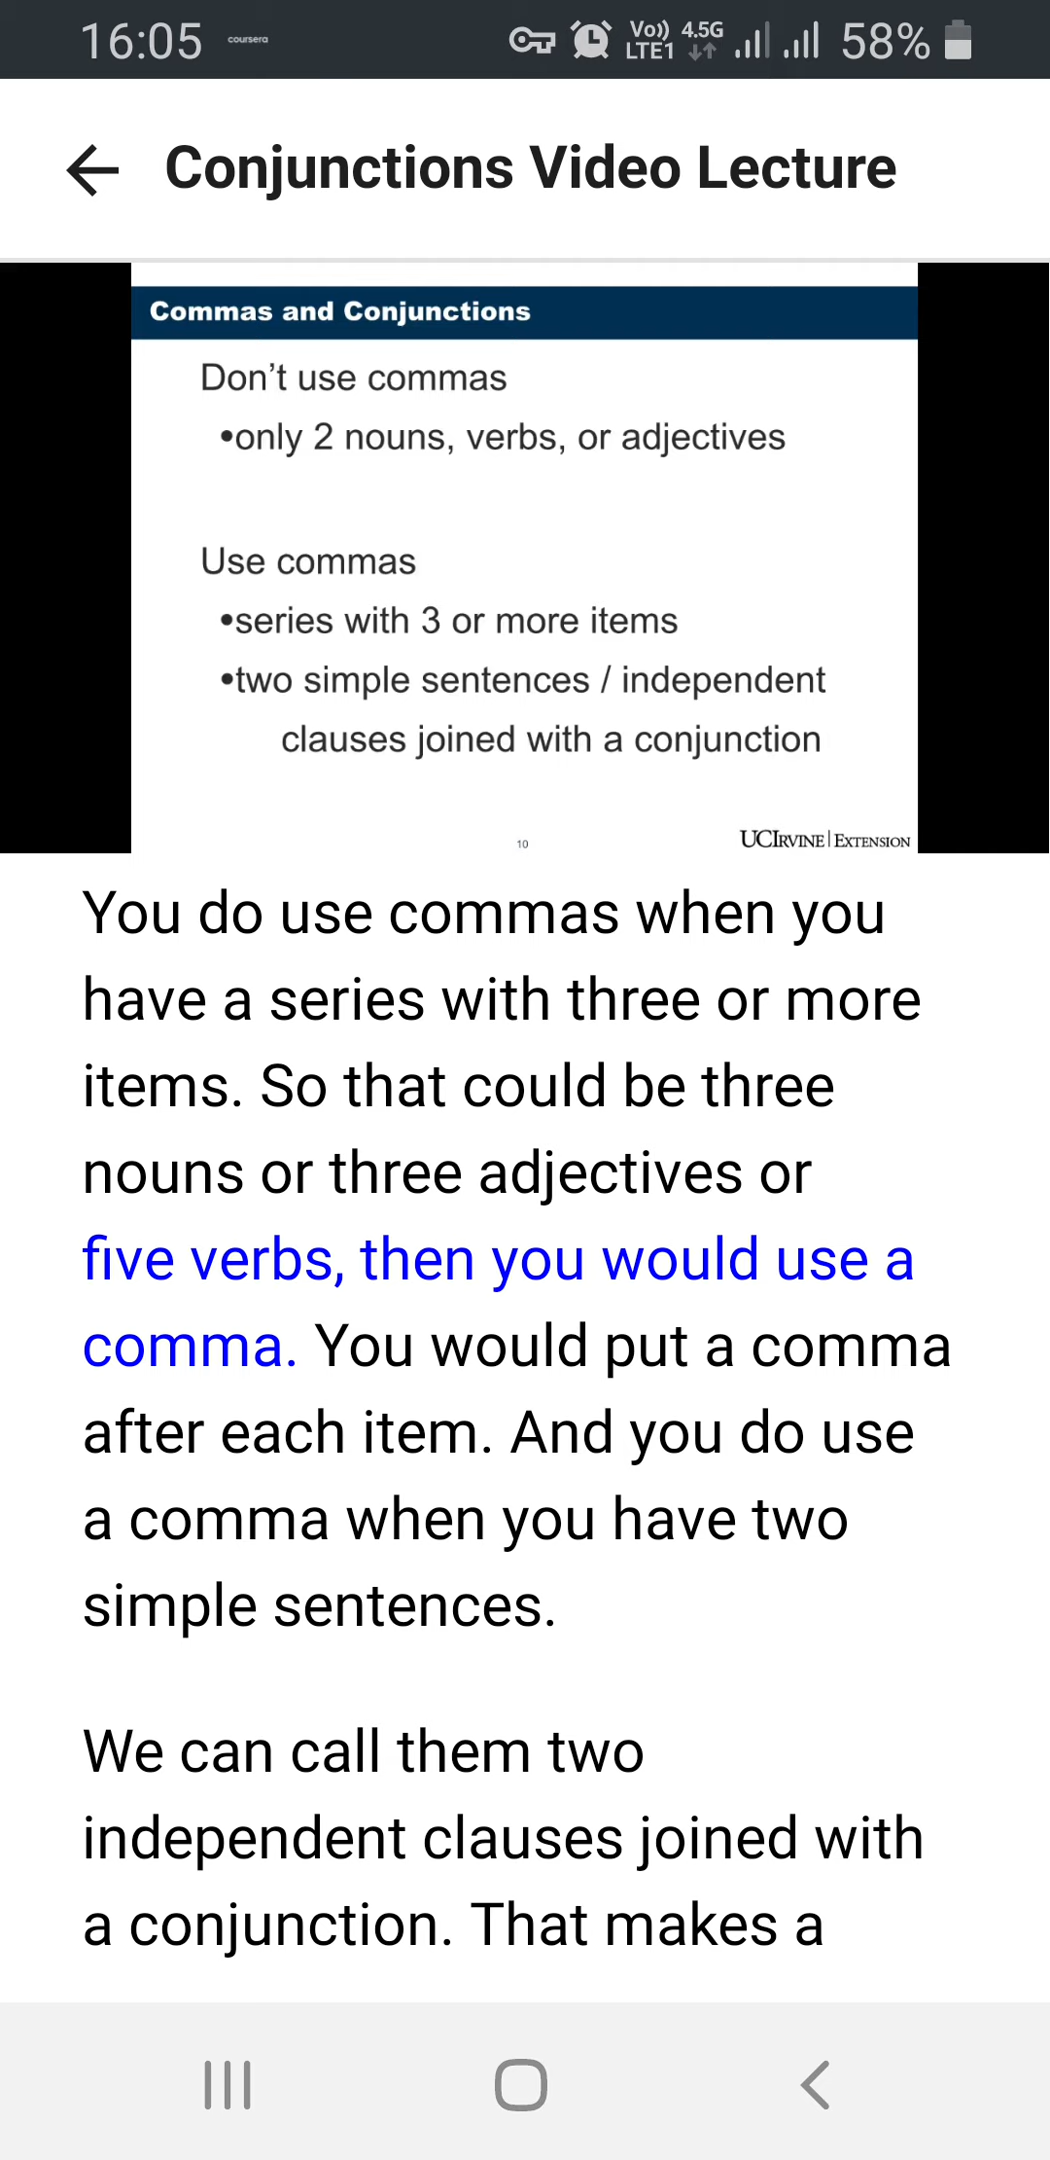 16:05 coursera Vo)) LTE1 4.5G 58%
Conjunctions Video Lecture
Commas and Conjunctions
Don’t use commas
•only 2 nouns, verbs, or adjectives
Use commas
•series with 3 or more items
•two simple sentences / independent
clauses joined with a conjunction
10 UCIRVINE | EXTENSION
You do use commas when you
have a series with three or more
items. So that could be three
nouns or three adjectives or
five verbs, then you would use a
comma. You would put a comma
after each item. And you do use
a comma when you have two
simple sentences.
We can call them two
independent clauses joined with
a conjunction. That makes a